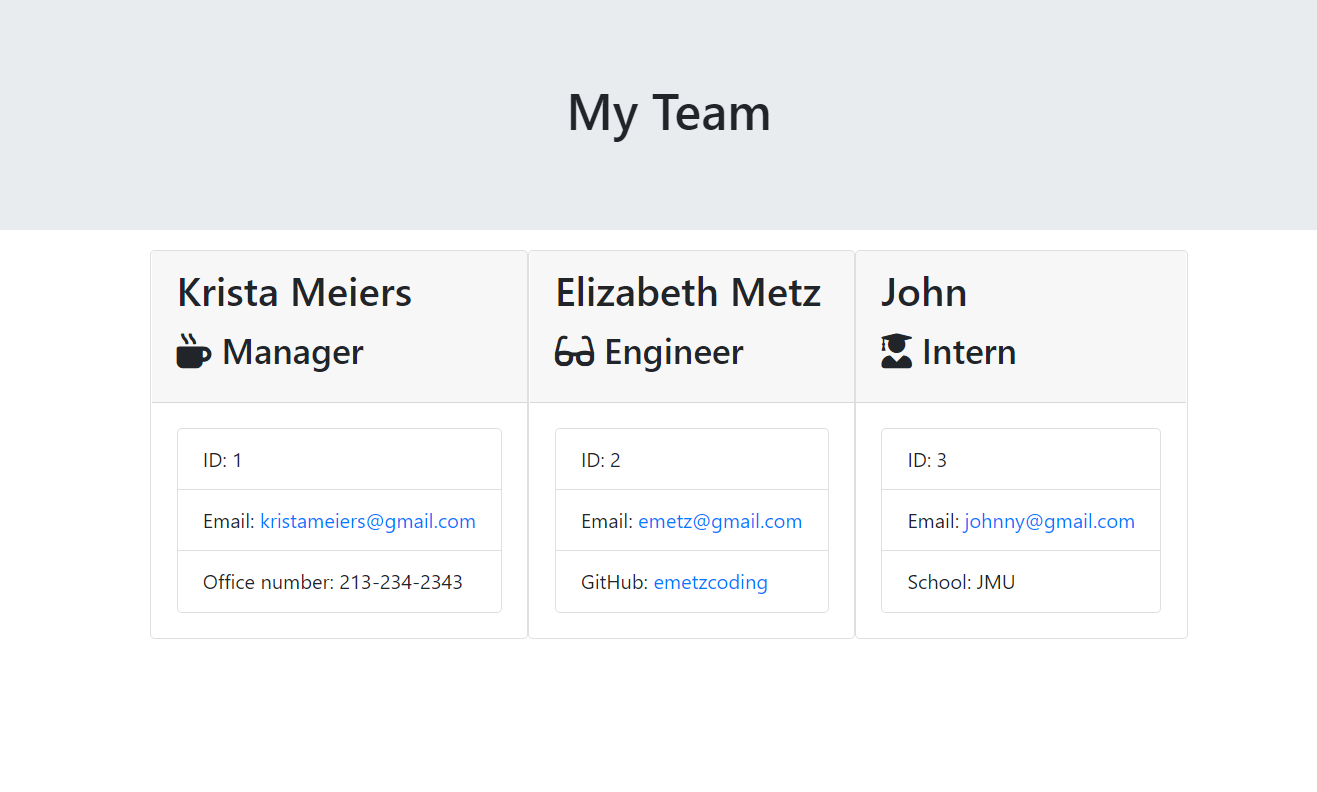 My Team
Krista Meiers
Manager
ID: 1
Email: kristameiers@gmail.com
Office number: 213-234-2343
Elizabeth Metz
Engineer
ID: 2
Email: emetz@gmail.com
GitHub: emetzcoding
John
Intern
ID: 3
Email: johnny@gmail.com
School: JMU